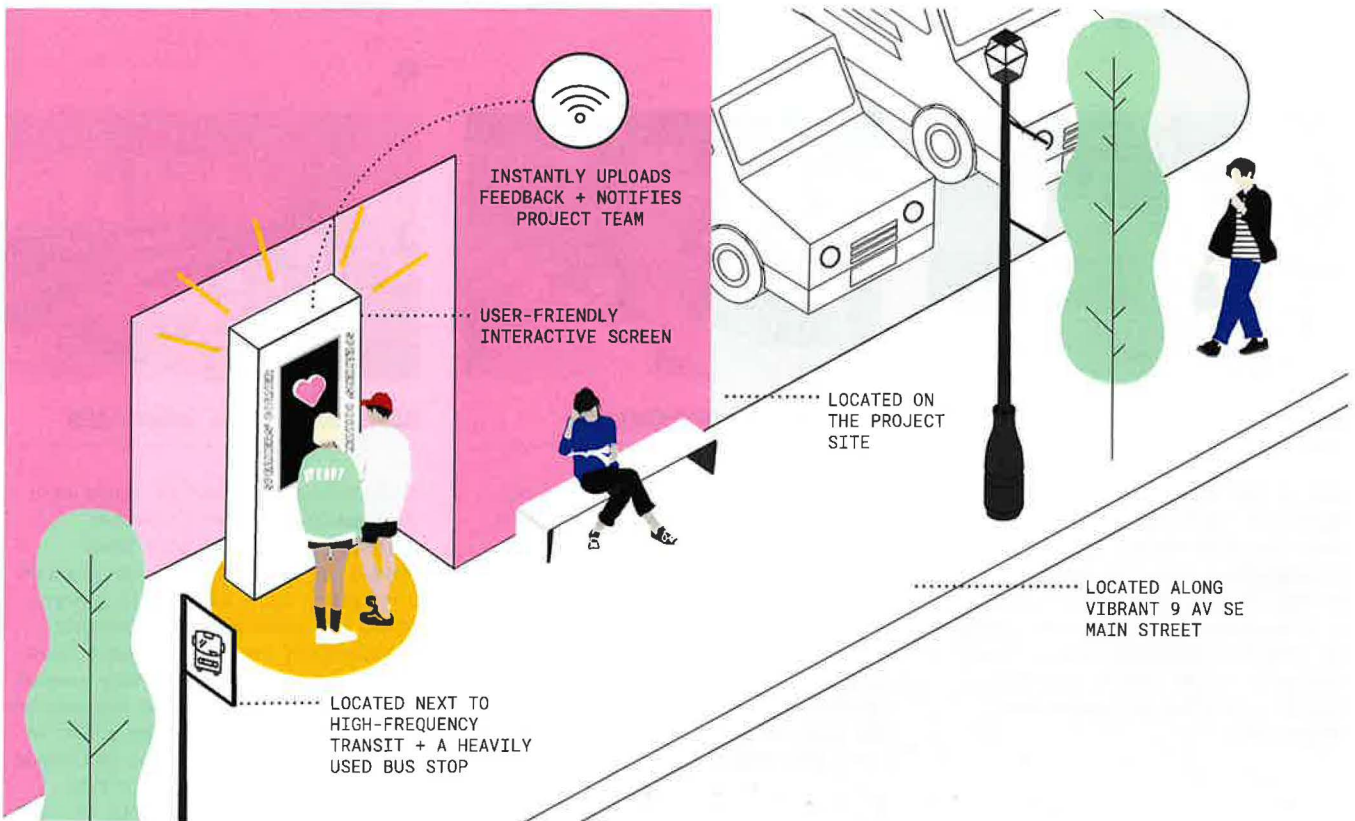 INSTANTLY UPLOADS
FEEDBACK + NOTIFIES
PROJECT TEAM
USER-FRIENDLY
INTERACTIVE SCREEN
LOCATED ON
THE PROJECT
SITE
LOCATED ALONG
VIBRANT 9 AV SE
MAIN STREET
LOCATED NEXT TO
HIGH-FREQUENCY
TRANSIT + A HEAVILY
USED BUS STOP